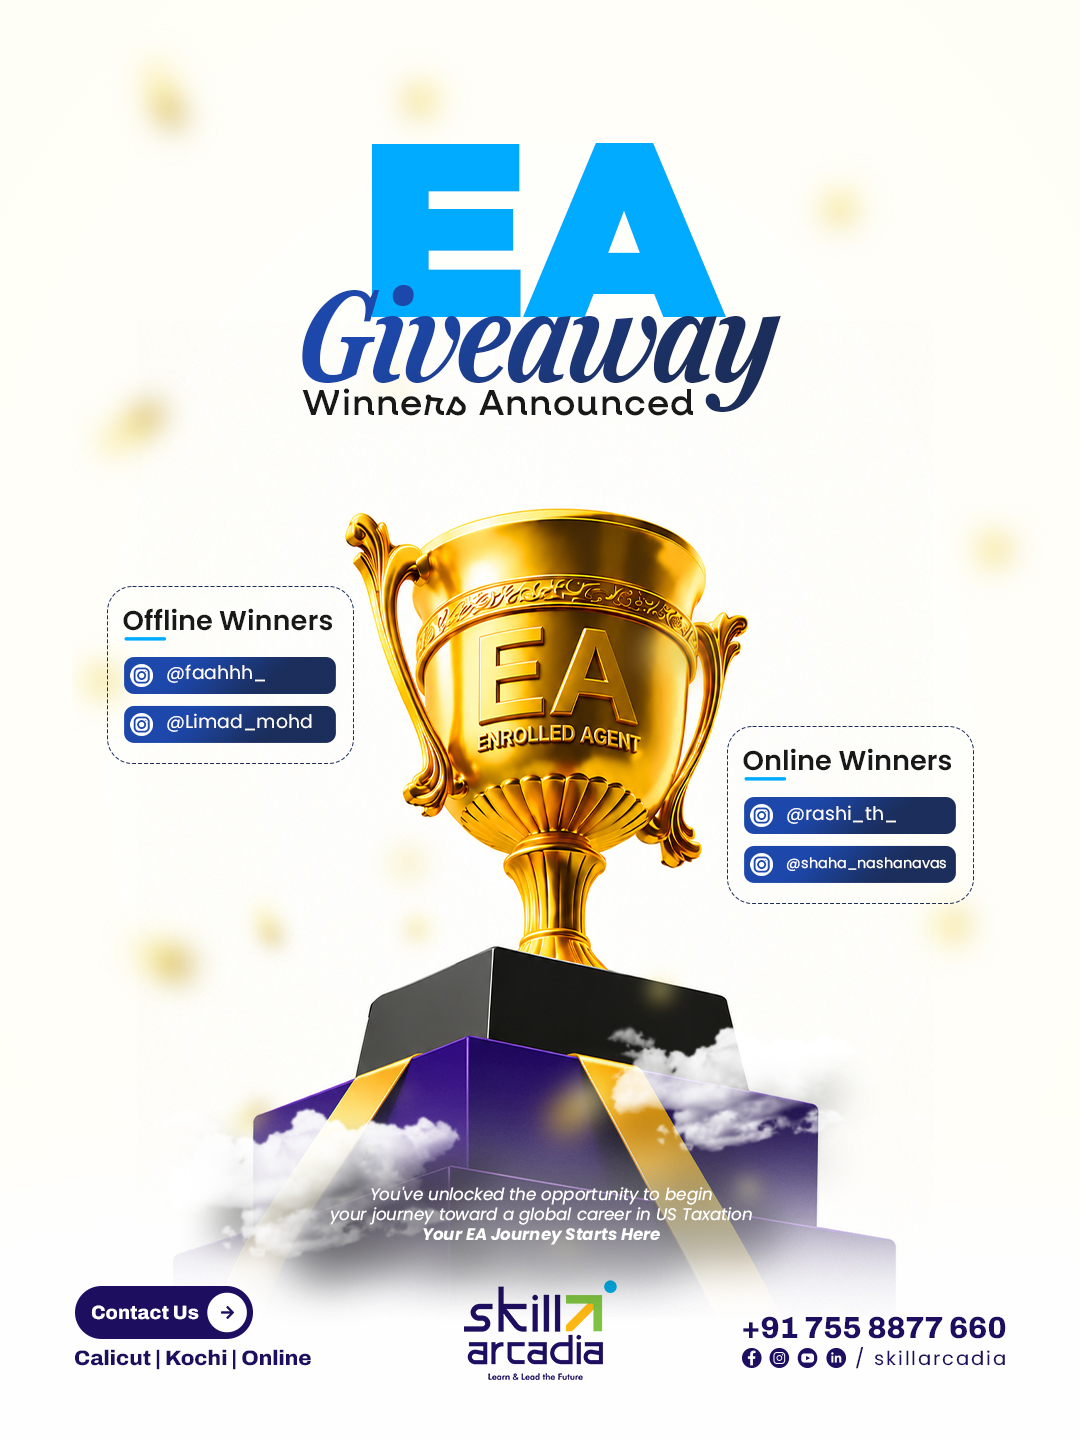 EA
Giveaway
Winners Announced
EA
ENROLLED AGENT
Offline Winners
@faahhh_
@Limad_mohd
Online Winners
@rashi_th_
@shaha_nashanavas
You've unlocked the opportunity to begin
your journey toward a global career in US Taxation
Your EA Journey Starts Here
Contact Us
Calicut | Kochi | Online
skill
arcadia
Learn & Lead the Future
+91 755 8877 660
/ skillarcadia